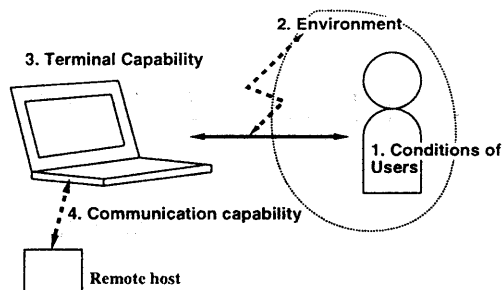 2. Environment
3. Terminal Capability
1. Conditions of
Users
4. Communication capability
Remote host